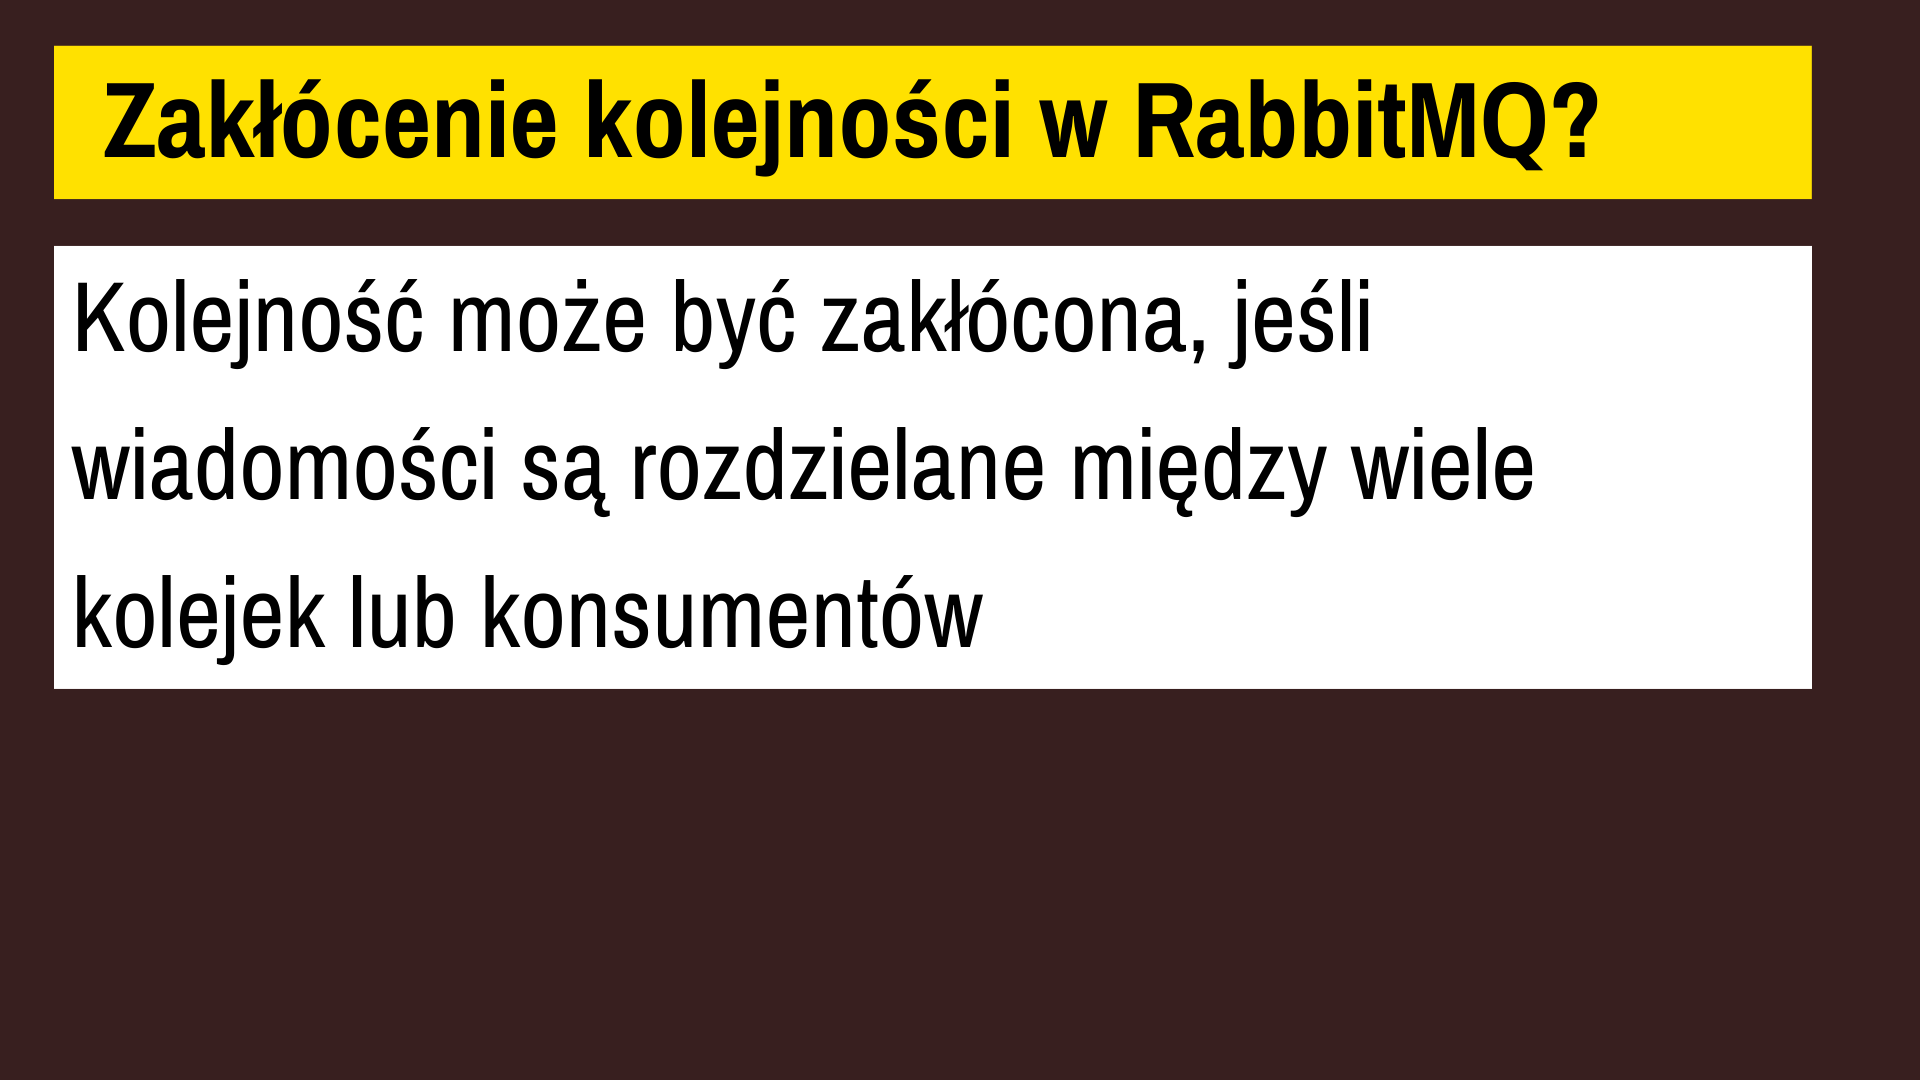 Zakłócenie kolejności w RabbitMQ?
Kolejność może być zakłócona, jeśli
wiadomości są rozdzielane między wiele
kolejek lub konsumentów